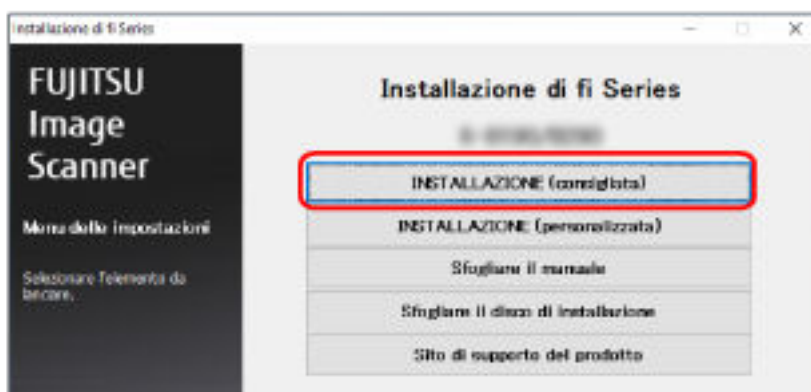 Installazione di fi Series
FUJITSU
Image
Scanner
Menu delle impostazioni
Selezionare l'elemento da
lanciare.
Installazione di fi Series
INSTALLAZIONE (consigliata)
INSTALLAZIONE (personalizzata)
Sfogliare il manuale
Sfogliare il disco di installazione
Sito di supporto del prodotto